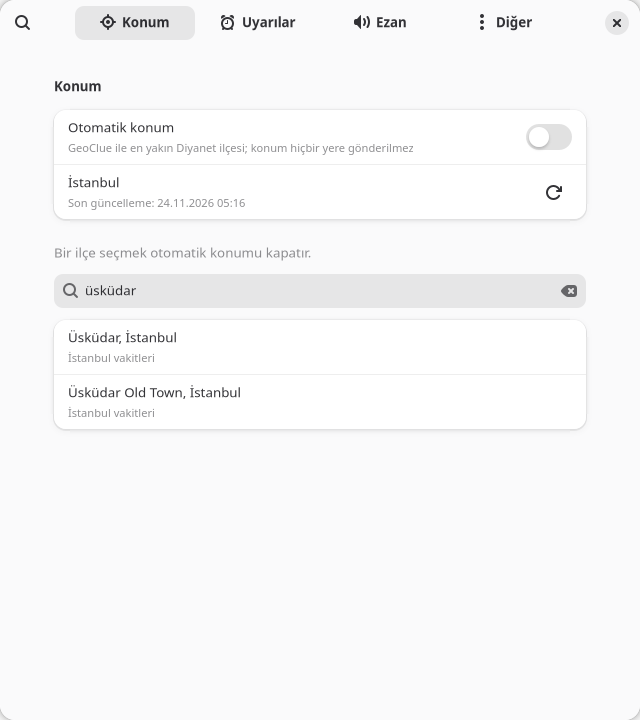 Konum
Uyarılar
Ezan
Diğer
Konum
Otomatik konum
GeoClue ile en yakın Diyanet ilçesi; konum hiçbir yere gönderilmez
İstanbul
Son güncelleme: 24.11.2026 05:16
Bir ilçe seçmek otomatik konumu kapatır.
üsküdar
Üsküdar, İstanbul
İstanbul vakitleri
Üsküdar Old Town, İstanbul
İstanbul vakitleri